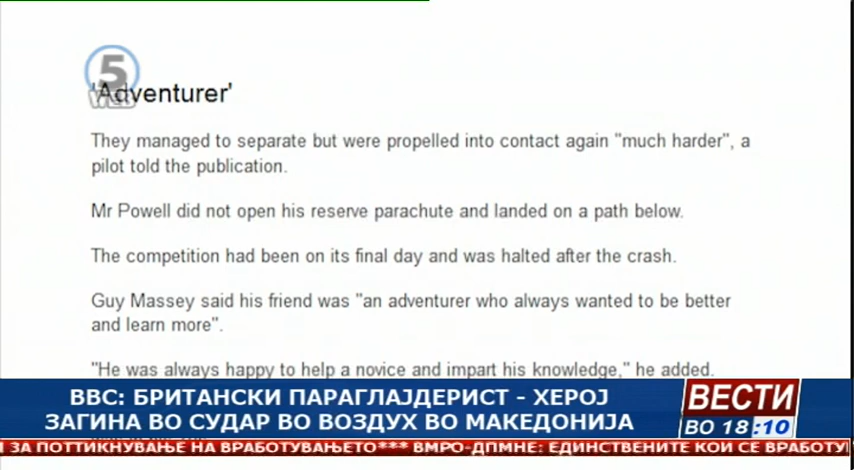 5
WEB
'Adventurer'
They managed to separate but were propelled into contact again "much harder", a
pilot told the publication.
Mr Powell did not open his reserve parachute and landed on a path below.
The competition had been on its final day and was halted after the crash.
Guy Massey said his friend was "an adventurer who always wanted to be better
and learn more".
"He was always happy to help a novice and impart his knowledge," he added.
BBC: БРИТАНСКИ ПАРАГЛАЈДЕРИСТ - ХЕРОЈ
ЗАГИНА ВО СУДАР ВО ВОЗДУХ ВО МАКЕДОНИЈА
ВЕСТИ
ВО 18:10
ЗА ПОТТИКНУВАЊЕ НА ВРАБОТУВАЊЕТО*** ВМРО-ДПМНЕ: ЕДИНСТВЕНИТЕ КОИ СЕ